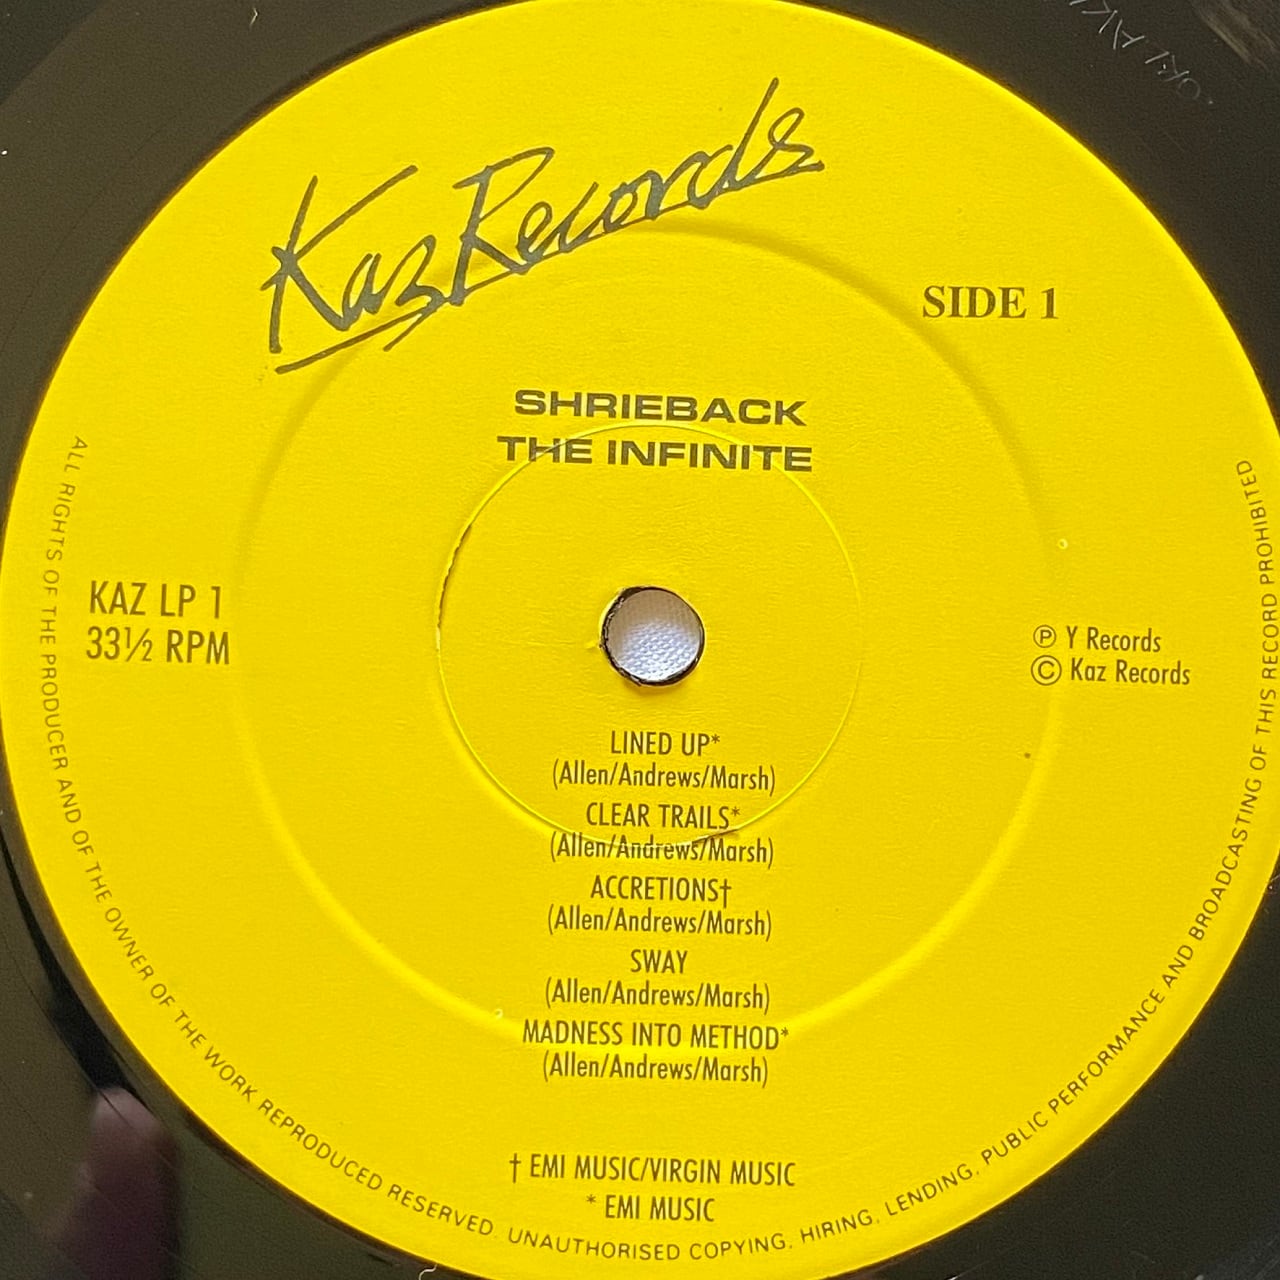 Kaz Records
SIDE 1
SHRIEBACK
THE INFINITE
KAZ LP 1
33½ RPM
Ⓟ Y Records
© Kaz Records
LINED UP*
(Allen/Andrews/Marsh)
CLEAR TRAILS*
(Allen/Andrews/Marsh)
ACCRETIONS†
(Allen/Andrews/Marsh)
SWAY
(Allen/Andrews/Marsh)
MADNESS INTO METHOD*
(Allen/Andrews/Marsh)
† EMI MUSIC/VIRGIN MUSIC
* EMI MUSIC
ALL RIGHTS OF THE PRODUCER AND OF THE OWNER OF THE WORK REPRODUCED RESERVED. UNAUTHORISED COPYING, HIRING, LENDING, PUBLIC PERFORMANCE AND BROADCASTING OF THIS RECORD PROHIBITED